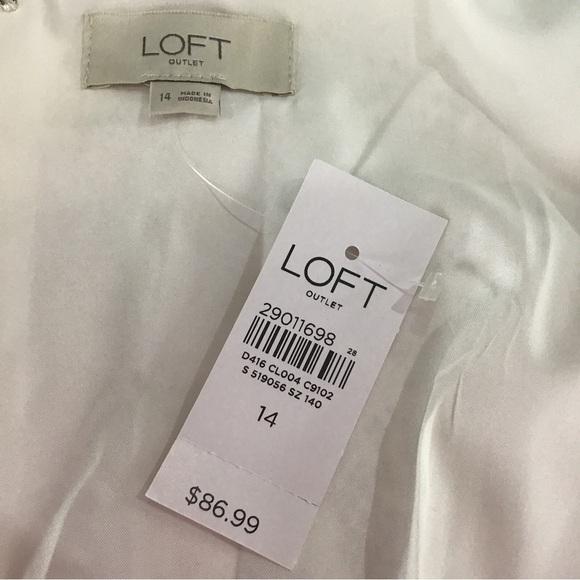 LOFT
OUTLET
14 MADE IN INDONESIA
LOFT
OUTLET
29011698
28
D416 CL004 C9102
S 519056 SZ 140
14
$86.99